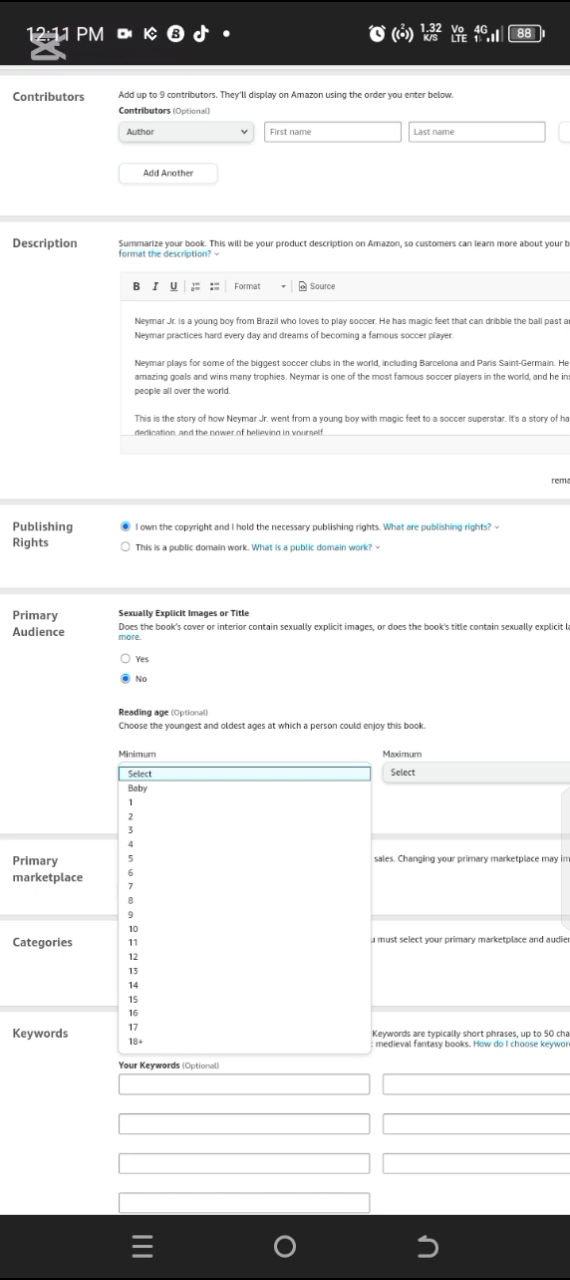 12:11 PM
1.32 K/S Vo LTE 4G 88
Contributors
Add up to 9 contributors. They'll display on Amazon using the order you enter below.
Contributors (Optional)
Author First name Last name
Add Another
Description
Summarize your book. This will be your product description on Amazon, so customers can learn more about your b
format the description?
B I U Format Source
Neymar Jr. is a young boy from Brazil who loves to play soccer. He has magic feet that can dribble the ball past a
Neymar practices hard every day and dreams of becoming a famous soccer player.
Neymar plays for some of the biggest soccer clubs in the world, including Barcelona and Paris Saint-Germain. He
amazing goals and wins many trophies. Neymar is one of the most famous soccer players in the world, and he in
people all over the world.
This is the story of how Neymar Jr. went from a young boy with magic feet to a soccer superstar. It's a story of ha
dedication, and the power of believing in yourself.
rema
Publishing
Rights
I own the copyright and I hold the necessary publishing rights. What are publishing rights?
This is a public domain work. What is a public domain work?
Primary
Audience
Sexually Explicit Images or Title
Does the book's cover or interior contain sexually explicit images, or does the book's title contain sexually explicit la
more.
Yes
No
Reading age (Optional)
Choose the youngest and oldest ages at which a person could enjoy this book.
Minimum Maximum
Select Select
Baby
1
2
3
4
5
6
7
8
9
10
11
12
13
14
15
16
17
18+
Primary
marketplace
sales. Changing your primary marketplace may im
Categories
u must select your primary marketplace and audien
Keywords
Keywords are typically short phrases, up to 50 cha
medieval fantasy books. How do I choose keywor
Your Keywords (Optional)